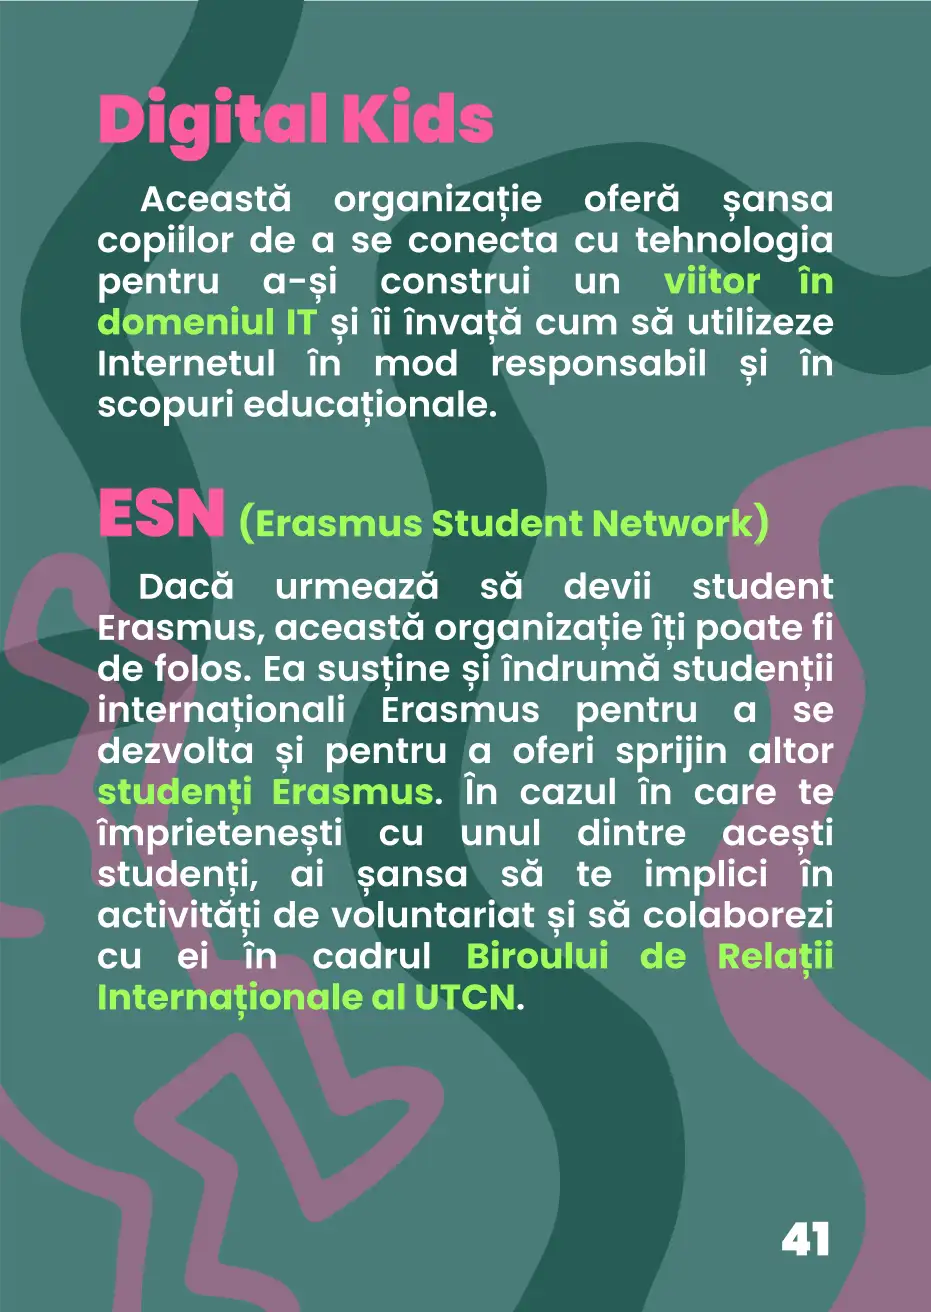 Digital Kids
Această organizație oferă șansa
copiilor de a se conecta cu tehnologia
pentru a-și construi un viitor în
domeniul IT și îi învață cum să utilizeze
Internetul în mod responsabil și în
scopuri educaționale.
ESN (Erasmus Student Network)
Dacă urmează să devii student
Erasmus, această organizație îți poate fi
de folos. Ea susține și îndrumă studenții
internaționali Erasmus pentru a se
dezvolta și pentru a oferi sprijin altor
studenți Erasmus. În cazul în care te
împrietenești cu unul dintre acești
studenți, ai șansa să te implici în
activități de voluntariat și să colaborezi
cu ei în cadrul Biroului de Relații
Internaționale al UTCN.
41